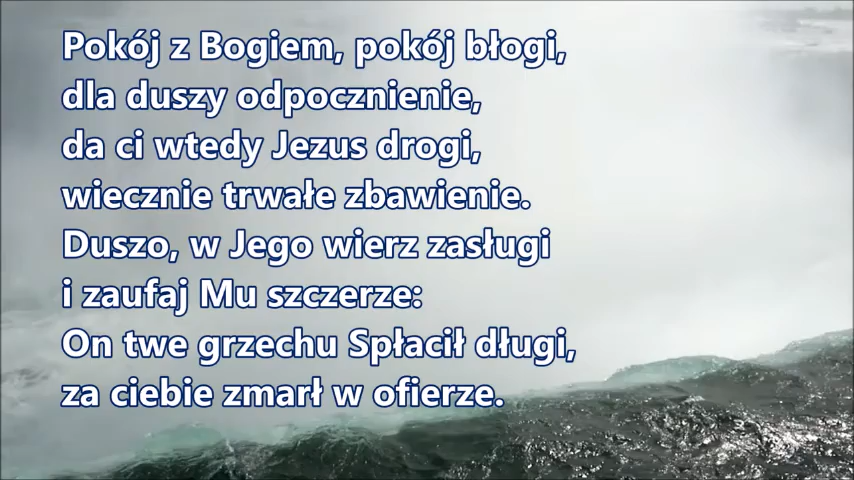 Pokój z Bogiem, pokój błogi,
dla duszy odpocznienie,
da ci wtedy Jezus drogi,
wiecznie trwałe zbawienie.
Duszo, w Jego wierz zasługi
i zaufaj Mu szczerze:
On twe grzechu Spłacił długi,
za ciebie zmarł w ofierze.